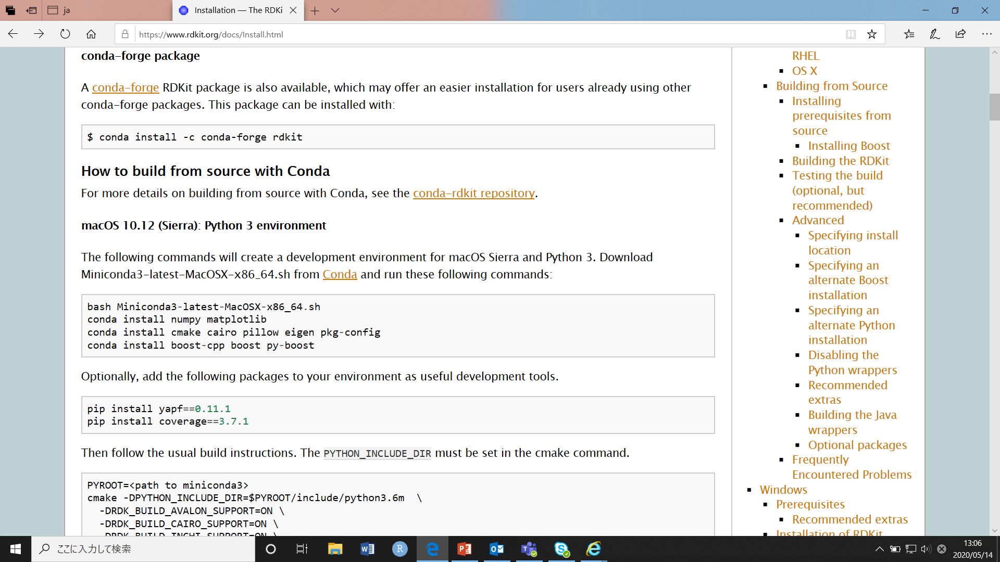 ja
Installation — The RDKi
https://www.rdkit.org/docs/Install.html
conda-forge package
A conda-forge RDKit package is also available, which may offer an easier installation for users already using other
conda-forge packages. This package can be installed with:
$ conda install -c conda-forge rdkit
How to build from source with Conda
For more details on building from source with Conda, see the conda-rdkit repository.
macOS 10.12 (Sierra): Python 3 environment
The following commands will create a development environment for macOS Sierra and Python 3. Download
Miniconda3-latest-MacOSX-x86_64.sh from Conda and run these following commands:
bash Miniconda3-latest-MacOSX-x86_64.sh
conda install numpy matplotlib
conda install cmake cairo pillow eigen pkg-config
conda install boost-cpp boost py-boost
Optionally, add the following packages to your environment as useful development tools.
pip install yapf==0.11.1
pip install coverage==3.7.1
Then follow the usual build instructions. The PYTHON_INCLUDE_DIR must be set in the cmake command.
PYROOT=<path to miniconda3>
cmake -DPYTHON_INCLUDE_DIR=$PYROOT/include/python3.6m \
-DRDK_BUILD_AVALON_SUPPORT=ON \
-DRDK_BUILD_CAIRO_SUPPORT=ON \
-DRDK_BUILD_INCHI_SUPPORT=ON \
RHEL
OS X
Building from Source
Installing
prerequisites from
source
Installing Boost
Building the RDKit
Testing the build
(optional, but
recommended)
Advanced
Specifying install
location
Specifying an
alternate Boost
installation
Specifying an
alternate Python
installation
Disabling the
Python wrappers
Recommended
extras
Building the Java
wrappers
Optional packages
Frequently
Encountered Problems
Windows
Prerequisites
Recommended extras
Installation of RDKit
ここに入力して検索
13:06
2020/05/14